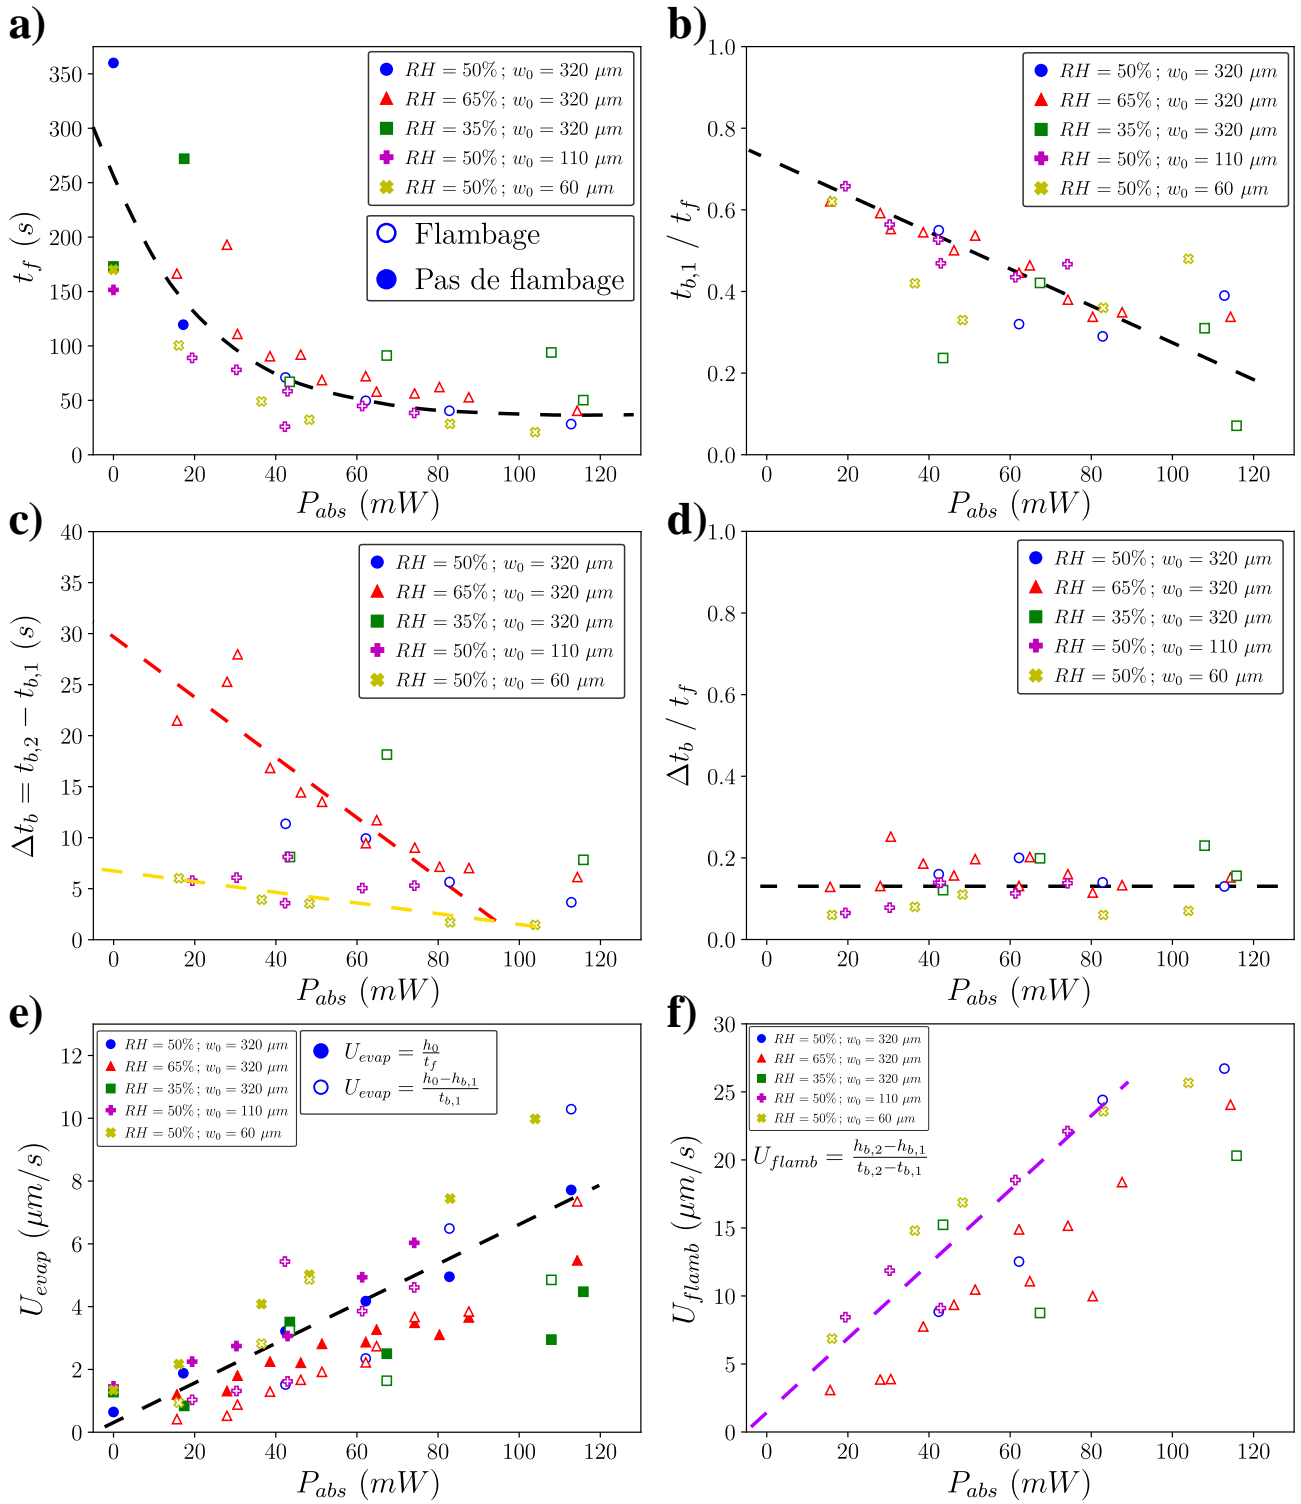 a)
350
300
250
200
150
100
50
0
t_f (s)
RH = 50% ; w_0 = 320 μm
RH = 65% ; w_0 = 320 μm
RH = 35% ; w_0 = 320 μm
RH = 50% ; w_0 = 110 μm
RH = 50% ; w_0 = 60 μm
Flambage
Pas de flambage
0 20 40 60 80 100 120
P_abs (mW)
b)
1.0
0.8
0.6
0.4
0.2
0.0
t_b,1 / t_f
RH = 50% ; w_0 = 320 μm
RH = 65% ; w_0 = 320 μm
RH = 35% ; w_0 = 320 μm
RH = 50% ; w_0 = 110 μm
RH = 50% ; w_0 = 60 μm
0 20 40 60 80 100 120
P_abs (mW)
c)
40
35
30
25
20
15
10
5
0
Δt_b = t_b,2 − t_b,1 (s)
RH = 50% ; w_0 = 320 μm
RH = 65% ; w_0 = 320 μm
RH = 35% ; w_0 = 320 μm
RH = 50% ; w_0 = 110 μm
RH = 50% ; w_0 = 60 μm
0 20 40 60 80 100 120
P_abs (mW)
d)
1.0
0.8
0.6
0.4
0.2
0.0
Δt_b / t_f
RH = 50% ; w_0 = 320 μm
RH = 65% ; w_0 = 320 μm
RH = 35% ; w_0 = 320 μm
RH = 50% ; w_0 = 110 μm
RH = 50% ; w_0 = 60 μm
0 20 40 60 80 100 120
P_abs (mW)
e)
12
10
8
6
4
2
0
U_evap (μm/s)
RH = 50% ; w_0 = 320 μm
RH = 65% ; w_0 = 320 μm
RH = 35% ; w_0 = 320 μm
RH = 50% ; w_0 = 110 μm
RH = 50% ; w_0 = 60 μm
U_evap = h_0/t_f
U_evap = (h_0−h_b,1)/t_b,1
0 20 40 60 80 100 120
P_abs (mW)
f)
30
25
20
15
10
5
0
U_flamb (μm/s)
RH = 50% ; w_0 = 320 μm
RH = 65% ; w_0 = 320 μm
RH = 35% ; w_0 = 320 μm
RH = 50% ; w_0 = 110 μm
RH = 50% ; w_0 = 60 μm
U_flamb = (h_b,2−h_b,1)/(t_b,2−t_b,1)
0 20 40 60 80 100 120
P_abs (mW)